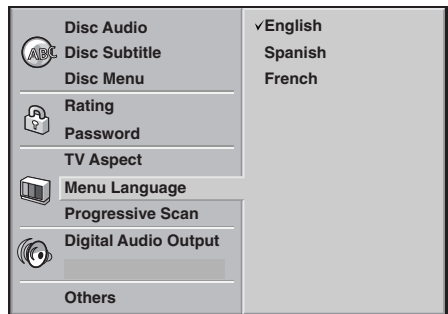 Disc Audio
ABC Disc Subtitle
Disc Menu
Rating
Password
TV Aspect
Menu Language
Progressive Scan
Digital Audio Output
Others
✓English
Spanish
French